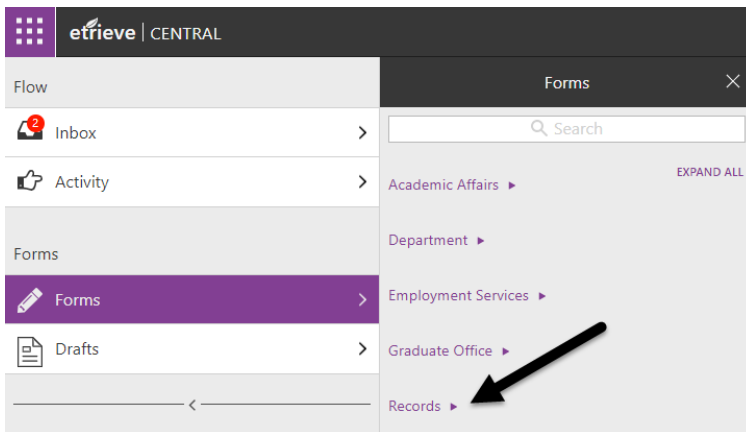 etrieve | CENTRAL
Flow
2
Inbox
Activity
Forms
Forms
Drafts
Forms
Search
EXPAND ALL
Academic Affairs
Department
Employment Services
Graduate Office
Records